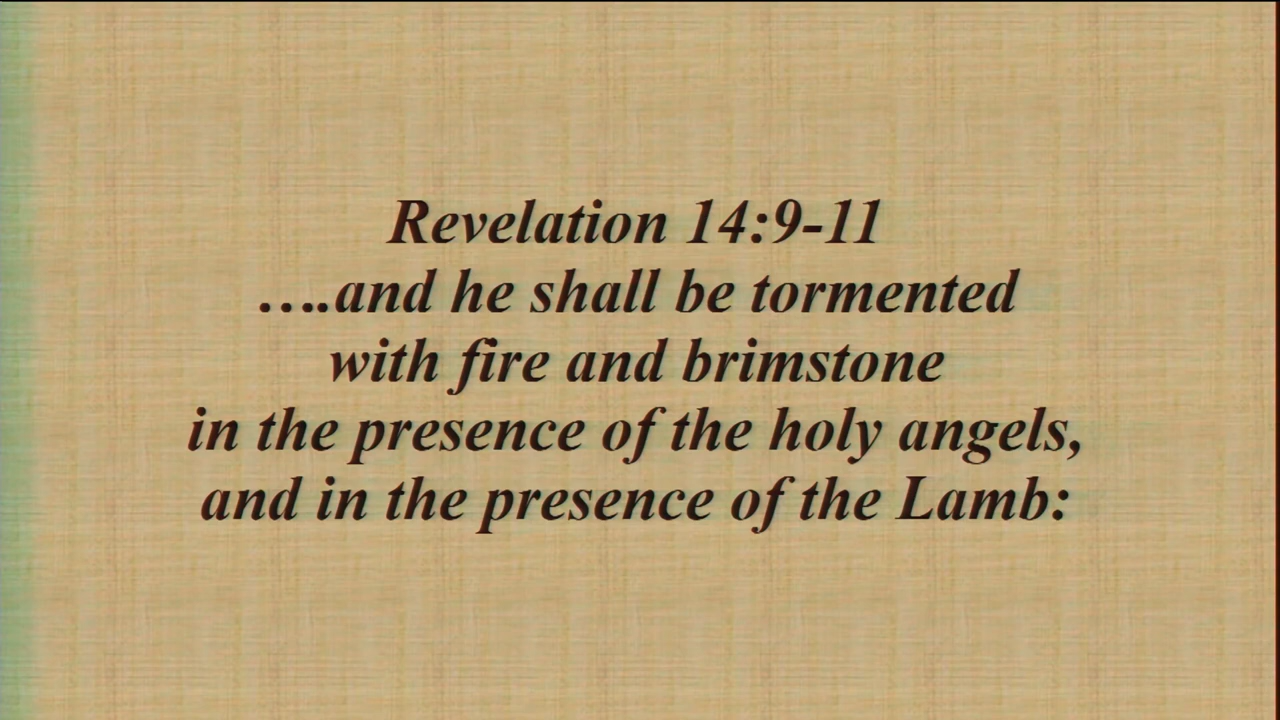 Revelation 14:9-11
….and he shall be tormented
with fire and brimstone
in the presence of the holy angels,
and in the presence of the Lamb: